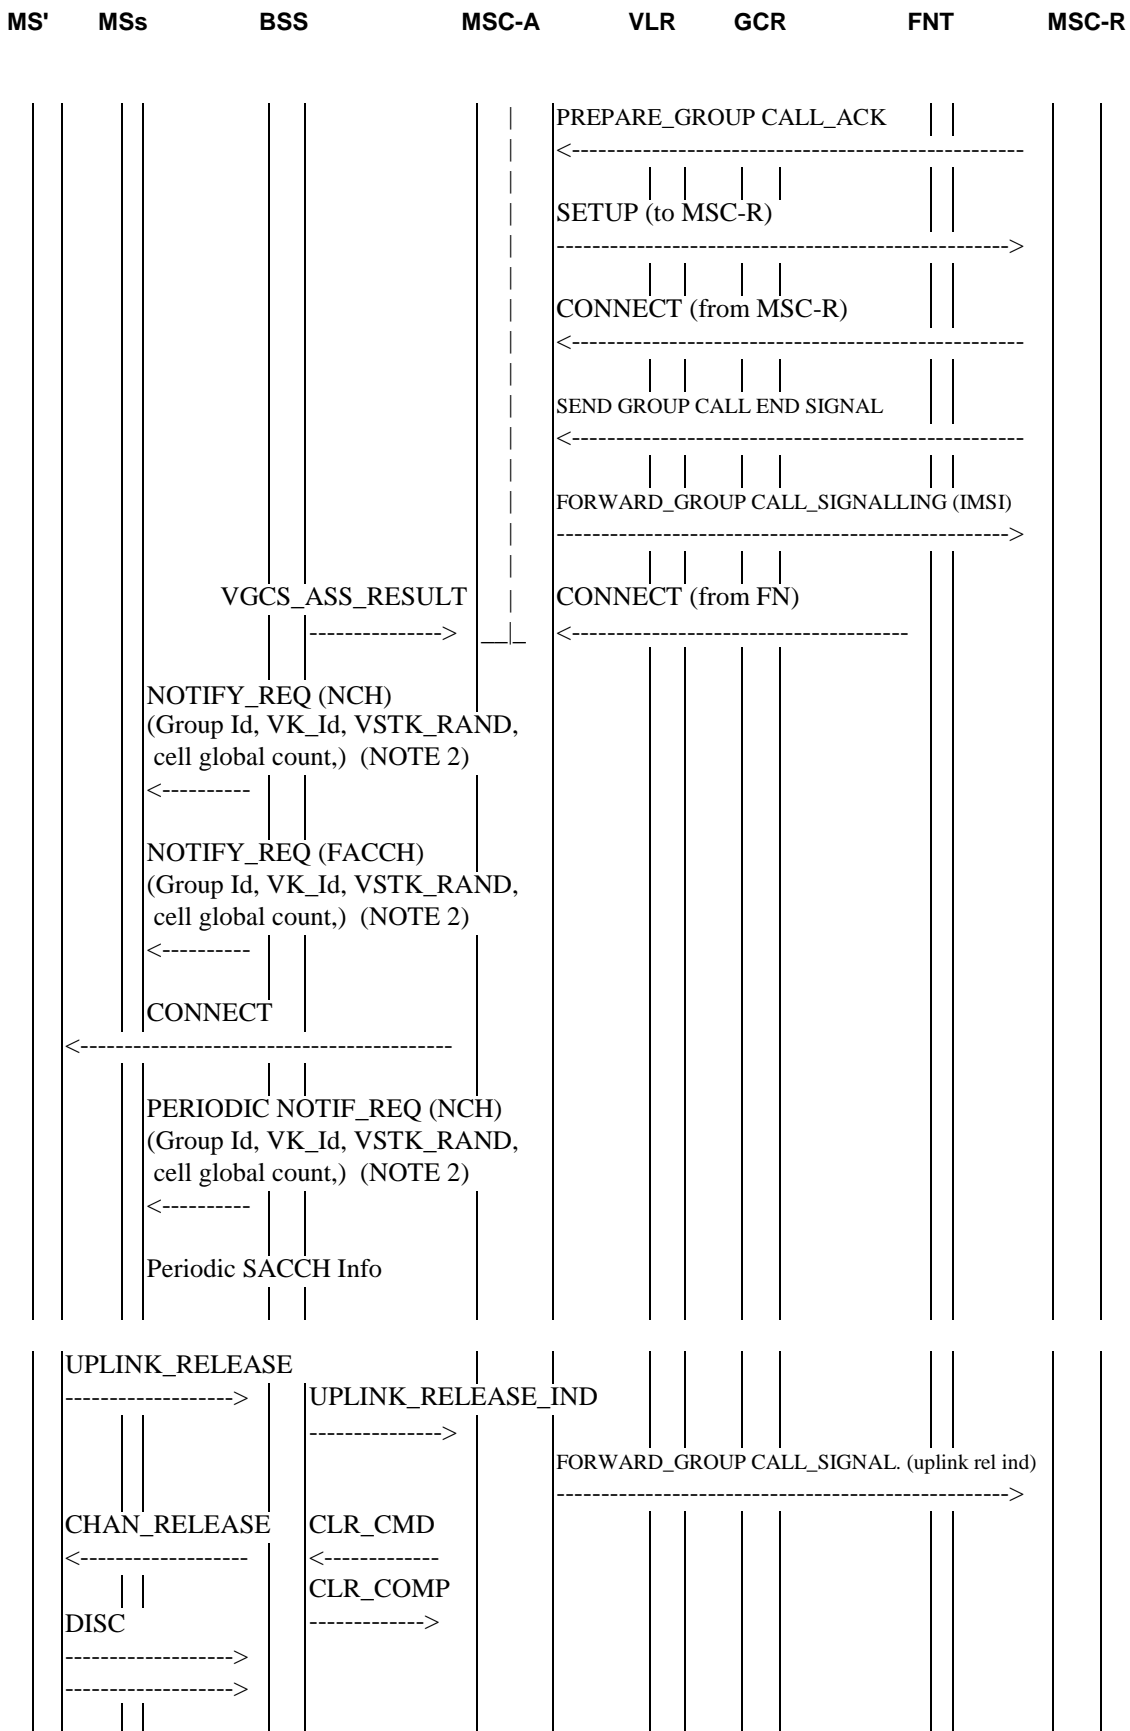 MS' MSs BSS MSC-A VLR GCR FNT MSC-R
PREPARE_GROUP CALL_ACK
SETUP (to MSC-R)
CONNECT (from MSC-R)
SEND GROUP CALL END SIGNAL
FORWARD_GROUP CALL_SIGNALLING (IMSI)
VGCS_ASS_RESULT CONNECT (from FN)
NOTIFY_REQ (NCH)
(Group Id, VK_Id, VSTK_RAND,
cell global count,) (NOTE 2)
NOTIFY_REQ (FACCH)
(Group Id, VK_Id, VSTK_RAND,
cell global count,) (NOTE 2)
CONNECT
PERIODIC NOTIF_REQ (NCH)
(Group Id, VK_Id, VSTK_RAND,
cell global count,) (NOTE 2)
Periodic SACCH Info
UPLINK_RELEASE
UPLINK_RELEASE_IND
FORWARD_GROUP CALL_SIGNAL. (uplink rel ind)
CHAN_RELEASE CLR_CMD
CLR_COMP
DISC